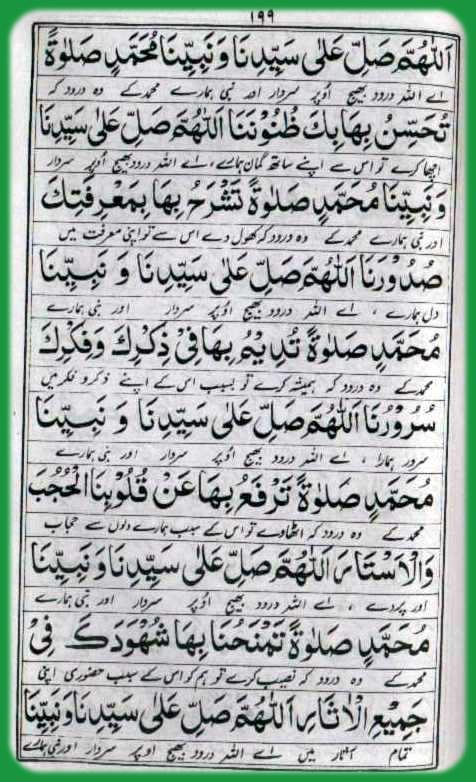 ١٩٩
اَللّٰهُمَّ صَلِّ عَلٰى سَيِّدِنَا وَنَبِيِّنَا مُحَمَّدٍ صَلٰوةً
اے اللہ درود بھیج اوپر سردار اور نبی ہمارے محمد کے وہ درود کہ
تُحَسِّنُ بِهَابِكَ ظُنُوْنَنَا اَللّٰهُمَّ صَلِّ عَلٰى سَيِّدِنَا
اچھا کرے تو اس سے اپنے ساتھ گمان ہمارے ، اے اللہ درود بھیج اوپر سردار
وَنَبِيِّنَا مُحَمَّدٍ صَلٰوةً تَشْرَحُ بِهَا بِمَعْرِفَتِكَ
اور نبی ہمارے محمد کے وہ درود کہ کھول دے اس سے تو اپنی معرفت میں
صُدُوْرَنَا اَللّٰهُمَّ صَلِّ عَلٰى سَيِّدِنَا وَ نَبِيِّنَا
دل ہمارے ، اے اللہ درود بھیج اوپر سردار اور نبی ہمارے
مُحَمَّدٍ صَلٰوةً تُدِيْمُ بِهَا فِىْ ذِكْرِكَ وَفِكْرِكَ
محمد کے وہ درود کہ ہمیشہ کرے تو بسبب اس کے اپنے ذکر و فکر میں
سُرُوْرَنَا اَللّٰهُمَّ صَلِّ عَلٰى سَيِّدِنَا وَ نَبِيِّنَا
سرور ہمارا ، اے اللہ درود بھیج اوپر سردار اور نبی ہمارے
مُحَمَّدٍ صَلٰوةً تَرْفَعُ بِهَا عَنْ قُلُوْبِنَا الْحُجُبَ
محمد کے وہ درود کہ اٹھاوے تو اس کے سبب ہمارے دلوں سے حجاب
وَالْاَسْتَارَ اَللّٰهُمَّ صَلِّ عَلٰى سَيِّدِنَا وَ نَبِيِّنَا
اور پردے ، اے اللہ درود بھیج اوپر سردار اور نبی ہمارے
مُحَمَّدٍ صَلٰوةً تَمْنَحُنَا بِهَا شُهُوْدَكَ فِىْ
محمد کے وہ درود کہ نصیب کرے تو ہم کو اس کے سبب حضوری اپنی
جَمِيْعِ الْاٰثَارِ اَللّٰهُمَّ صَلِّ عَلٰى سَيِّدِنَا وَنَبِيِّنَا
تمام آثار میں اے اللہ درود بھیج اوپر سردار اور نبی ہمارے